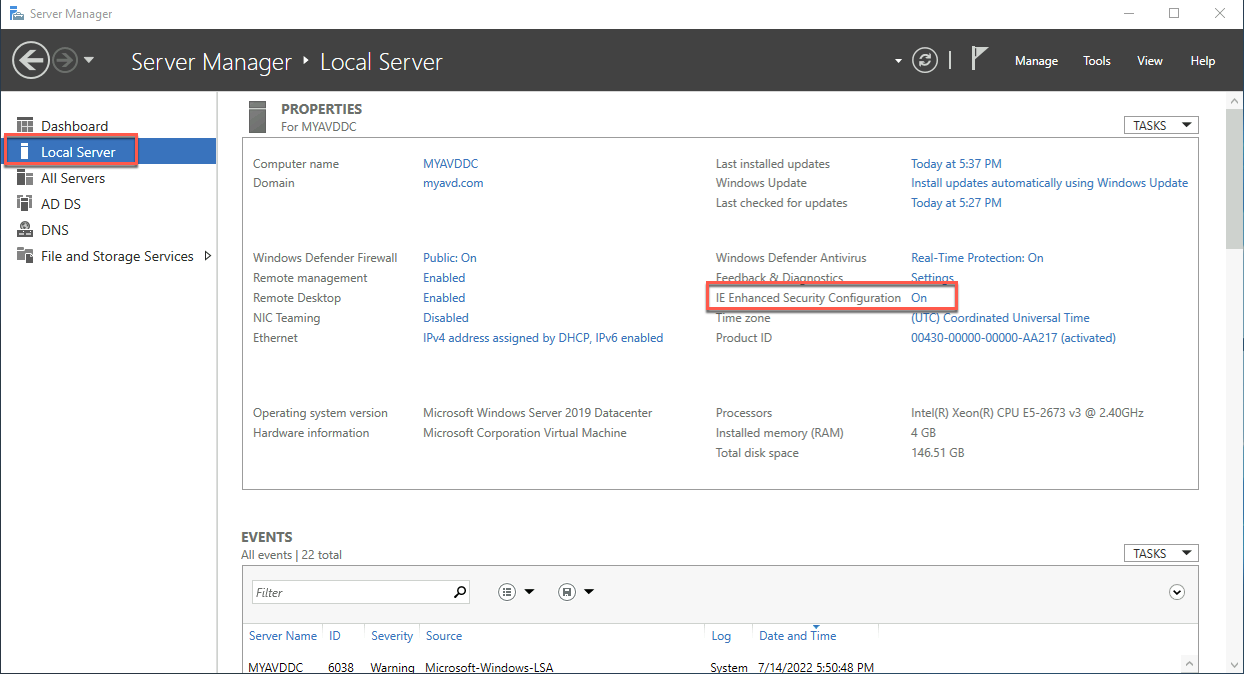 Server Manager
Server Manager ‣ Local Server
Manage Tools View Help
Dashboard
Local Server
All Servers
AD DS
DNS
File and Storage Services
PROPERTIES
For MYAVDDC
TASKS
Computer name MYAVDDC Last installed updates Today at 5:37 PM
Domain myavd.com Windows Update Install updates automatically using Windows Update
Last checked for updates Today at 5:27 PM
Windows Defender Firewall Public: On Windows Defender Antivirus Real-Time Protection: On
Remote management Enabled Feedback & Diagnostics Settings
Remote Desktop Enabled IE Enhanced Security Configuration On
NIC Teaming Disabled Time zone (UTC) Coordinated Universal Time
Ethernet IPv4 address assigned by DHCP, IPv6 enabled Product ID 00430-00000-00000-AA217 (activated)
Operating system version Microsoft Windows Server 2019 Datacenter Processors Intel(R) Xeon(R) CPU E5-2673 v3 @ 2.40GHz
Hardware information Microsoft Corporation Virtual Machine Installed memory (RAM) 4 GB
Total disk space 146.51 GB
EVENTS
All events | 22 total
TASKS
Filter
Server Name ID Severity Source Log Date and Time
MYAVDDC 6038 Warning Microsoft-Windows-LSA System 7/14/2022 5:50:48 PM